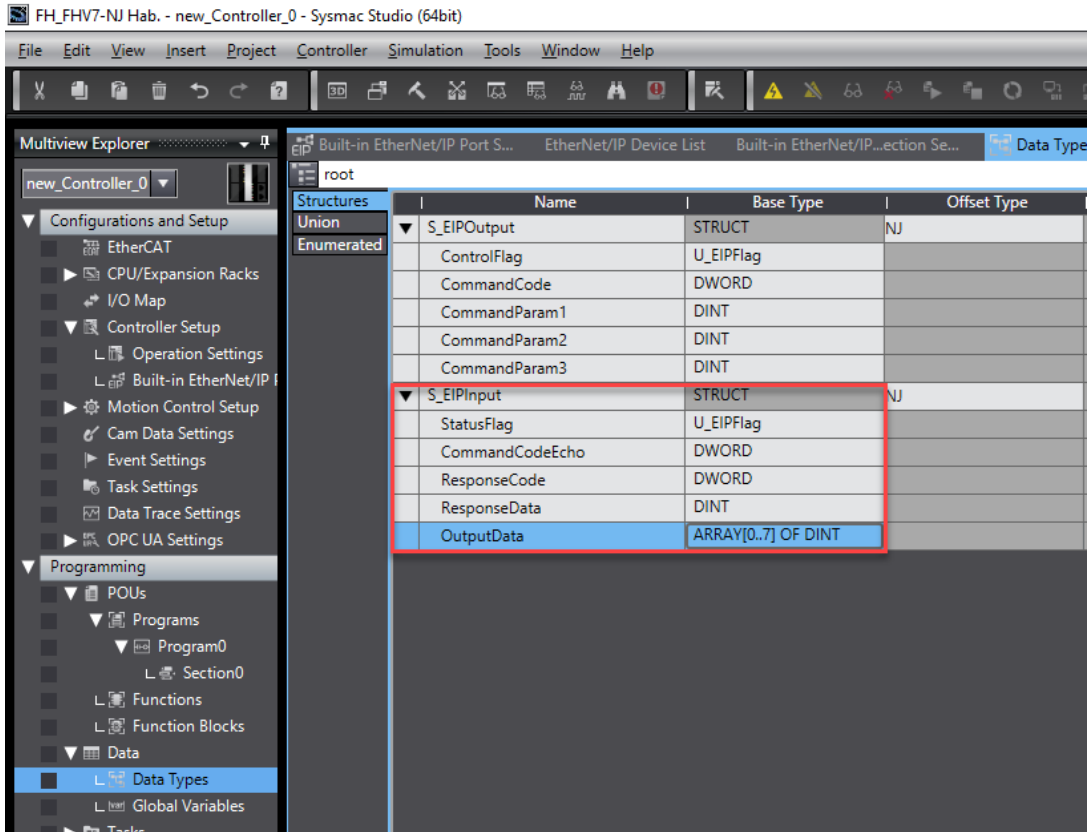 FH_FHV7-NJ Hab. - new_Controller_0 - Sysmac Studio (64bit)
File Edit View Insert Project Controller Simulation Tools Window Help
Multiview Explorer
new_Controller_0
Configurations and Setup
EtherCAT
CPU/Expansion Racks
I/O Map
Controller Setup
Operation Settings
Built-in EtherNet/IP
Motion Control Setup
Cam Data Settings
Event Settings
Task Settings
Data Trace Settings
OPC UA Settings
Programming
POUs
Programs
Program0
Section0
Functions
Function Blocks
Data
Data Types
Global Variables
Tasks
Built-in EtherNet/IP Port S... EtherNet/IP Device List Built-in EtherNet/IP...ection Se... Data Type
root
Structures
Union
Enumerated
Name Base Type Offset Type
S_EIPOutput STRUCT NJ
ControlFlag U_EIPFlag
CommandCode DWORD
CommandParam1 DINT
CommandParam2 DINT
CommandParam3 DINT
S_EIPInput STRUCT NJ
StatusFlag U_EIPFlag
CommandCodeEcho DWORD
ResponseCode DWORD
ResponseData DINT
OutputData ARRAY[0..7] OF DINT